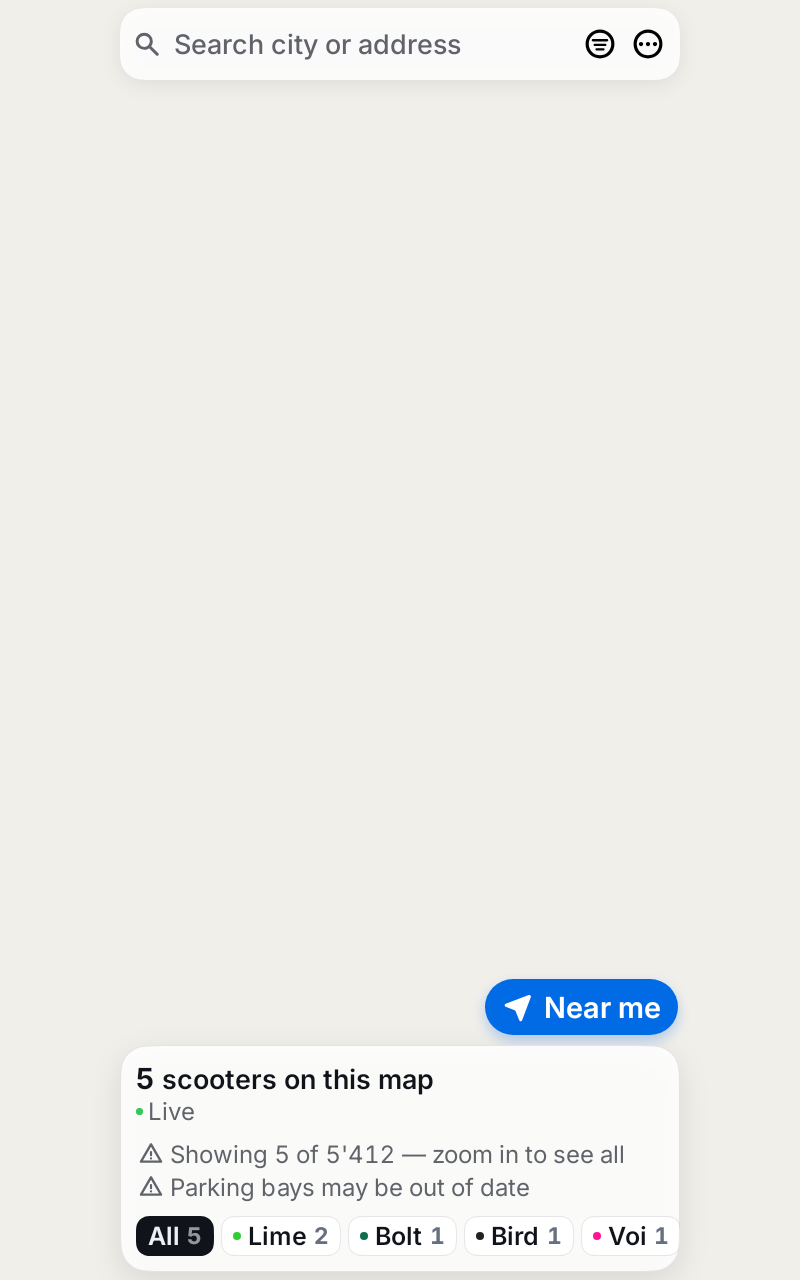 Search city or address
Near me
5 scooters on this map
Live
Showing 5 of 5'412 — zoom in to see all
Parking bays may be out of date
All 5 Lime 2 Bolt 1 Bird 1 Voi 1